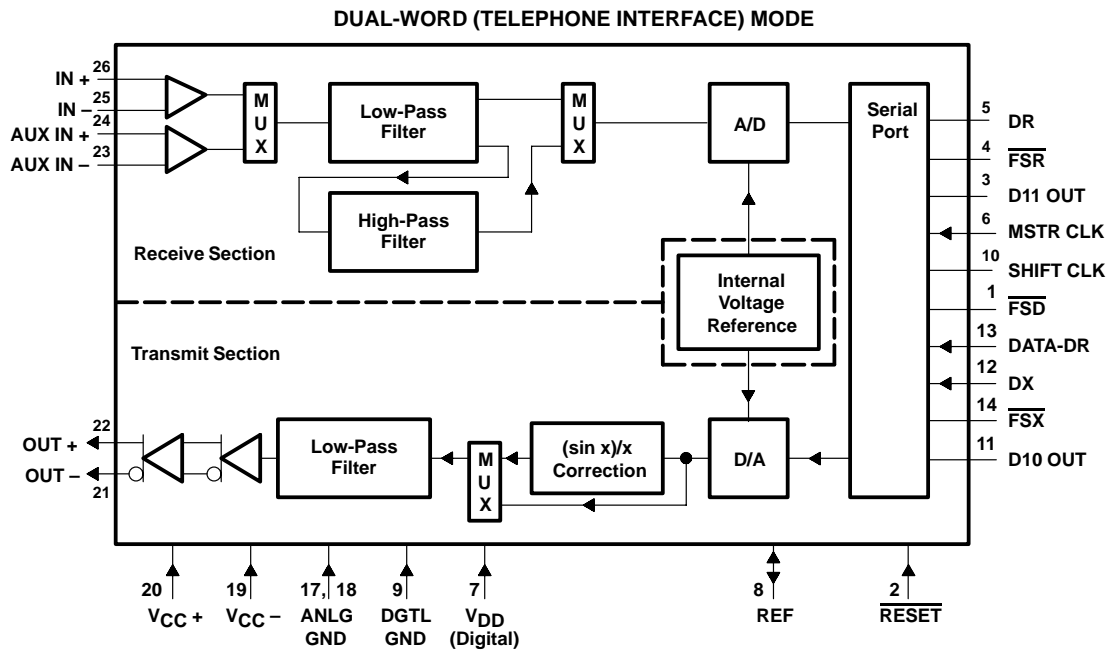 DUAL-WORD (TELEPHONE INTERFACE) MODE
IN +
26
IN –
25
AUX IN +
24
AUX IN –
23
M
U
X
Low-Pass
Filter
High-Pass
Filter
M
U
X
A/D
Serial
Port
Receive Section
Internal
Voltage
Reference
Transmit Section
5
DR
4
FSR
3
D11 OUT
6
MSTR CLK
10
SHIFT CLK
1
FSD
13
DATA-DR
12
DX
14
FSX
11
D10 OUT
OUT +
22
OUT –
21
Low-Pass
Filter
M
U
X
(sin x)/x
Correction
D/A
20
VCC +
19
VCC –
17, 18
ANLG
GND
9
DGTL
GND
7
VDD
(Digital)
8
REF
2
RESET